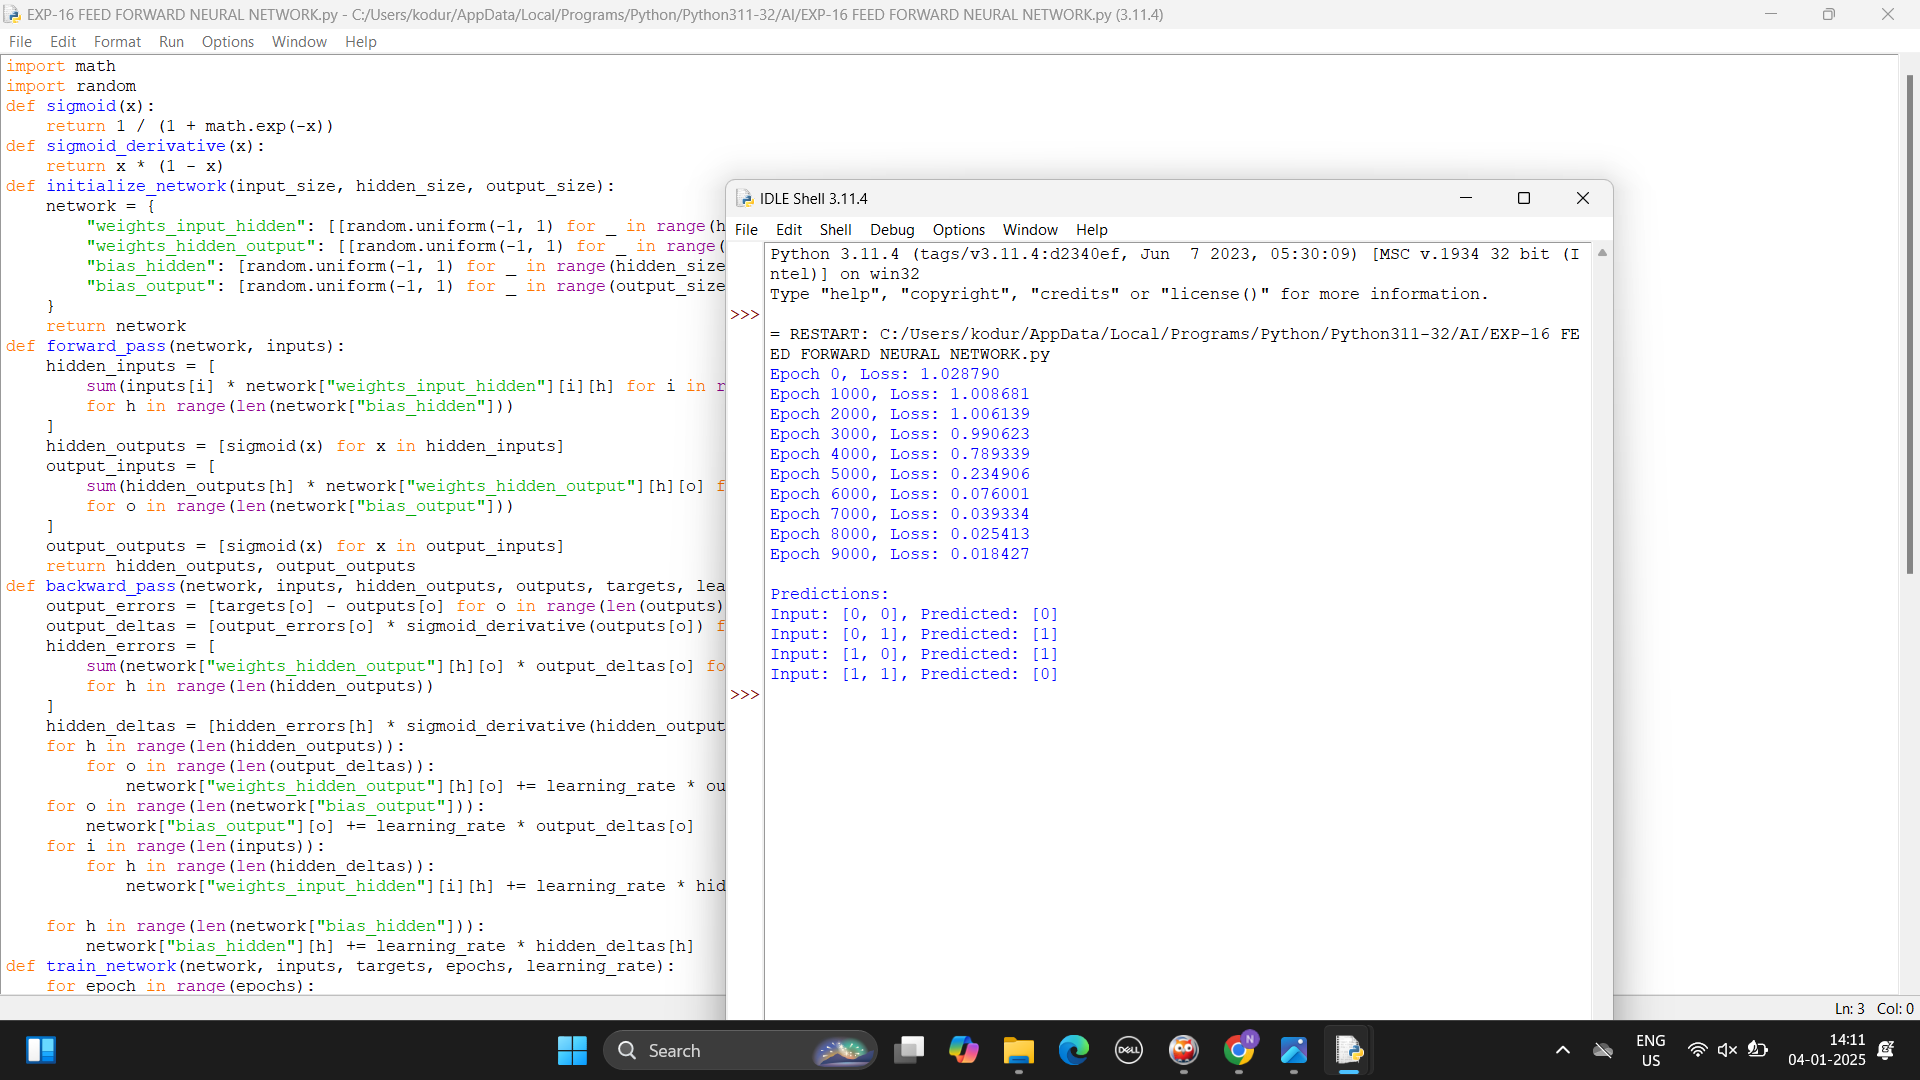 EXP-16 FEED FORWARD NEURAL NETWORK.py - C:/Users/kodur/AppData/Local/Programs/Python/Python311-32/AI/EXP-16 FEED FORWARD NEURAL NETWORK.py (3.11.4)
File Edit Format Run Options Window Help
import math
import random
def sigmoid(x):
    return 1 / (1 + math.exp(-x))
def sigmoid_derivative(x):
    return x * (1 - x)
def initialize_network(input_size, hidden_size, output_size):
    network = {
        "weights_input_hidden": [[random.uniform(-1, 1) for _ in range(h
        "weights_hidden_output": [[random.uniform(-1, 1) for _ in range(
        "bias_hidden": [random.uniform(-1, 1) for _ in range(hidden_size
        "bias_output": [random.uniform(-1, 1) for _ in range(output_size
    }
    return network
def forward_pass(network, inputs):
    hidden_inputs = [
        sum(inputs[i] * network["weights_input_hidden"][i][h] for i in r
        for h in range(len(network["bias_hidden"]))
    ]
    hidden_outputs = [sigmoid(x) for x in hidden_inputs]
    output_inputs = [
        sum(hidden_outputs[h] * network["weights_hidden_output"][h][o] f
        for o in range(len(network["bias_output"]))
    ]
    output_outputs = [sigmoid(x) for x in output_inputs]
    return hidden_outputs, output_outputs
def backward_pass(network, inputs, hidden_outputs, outputs, targets, lea
    output_errors = [targets[o] - outputs[o] for o in range(len(outputs)
    output_deltas = [output_errors[o] * sigmoid_derivative(outputs[o]) f
    hidden_errors = [
        sum(network["weights_hidden_output"][h][o] * output_deltas[o] fo
        for h in range(len(hidden_outputs))
    ]
    hidden_deltas = [hidden_errors[h] * sigmoid_derivative(hidden_output
    for h in range(len(hidden_outputs)):
        for o in range(len(output_deltas)):
            network["weights_hidden_output"][h][o] += learning_rate * ou
    for o in range(len(network["bias_output"])):
        network["bias_output"][o] += learning_rate * output_deltas[o]
    for i in range(len(inputs)):
        for h in range(len(hidden_deltas)):
            network["weights_input_hidden"][i][h] += learning_rate * hid
    for h in range(len(network["bias_hidden"])):
        network["bias_hidden"][h] += learning_rate * hidden_deltas[h]
def train_network(network, inputs, targets, epochs, learning_rate):
    for epoch in range(epochs):
IDLE Shell 3.11.4
File Edit Shell Debug Options Window Help
Python 3.11.4 (tags/v3.11.4:d2340ef, Jun  7 2023, 05:30:09) [MSC v.1934 32 bit (I
ntel)] on win32
Type "help", "copyright", "credits" or "license()" for more information.
>>>
= RESTART: C:/Users/kodur/AppData/Local/Programs/Python/Python311-32/AI/EXP-16 FE
ED FORWARD NEURAL NETWORK.py
Epoch 0, Loss: 1.028790
Epoch 1000, Loss: 1.008681
Epoch 2000, Loss: 1.006139
Epoch 3000, Loss: 0.990623
Epoch 4000, Loss: 0.789339
Epoch 5000, Loss: 0.234906
Epoch 6000, Loss: 0.076001
Epoch 7000, Loss: 0.039334
Epoch 8000, Loss: 0.025413
Epoch 9000, Loss: 0.018427
Predictions:
Input: [0, 0], Predicted: [0]
Input: [0, 1], Predicted: [1]
Input: [1, 0], Predicted: [1]
Input: [1, 1], Predicted: [0]
>>>
Ln: 3 Col: 0
Search
DELL
N
ENG
US
14:11
04-01-2025